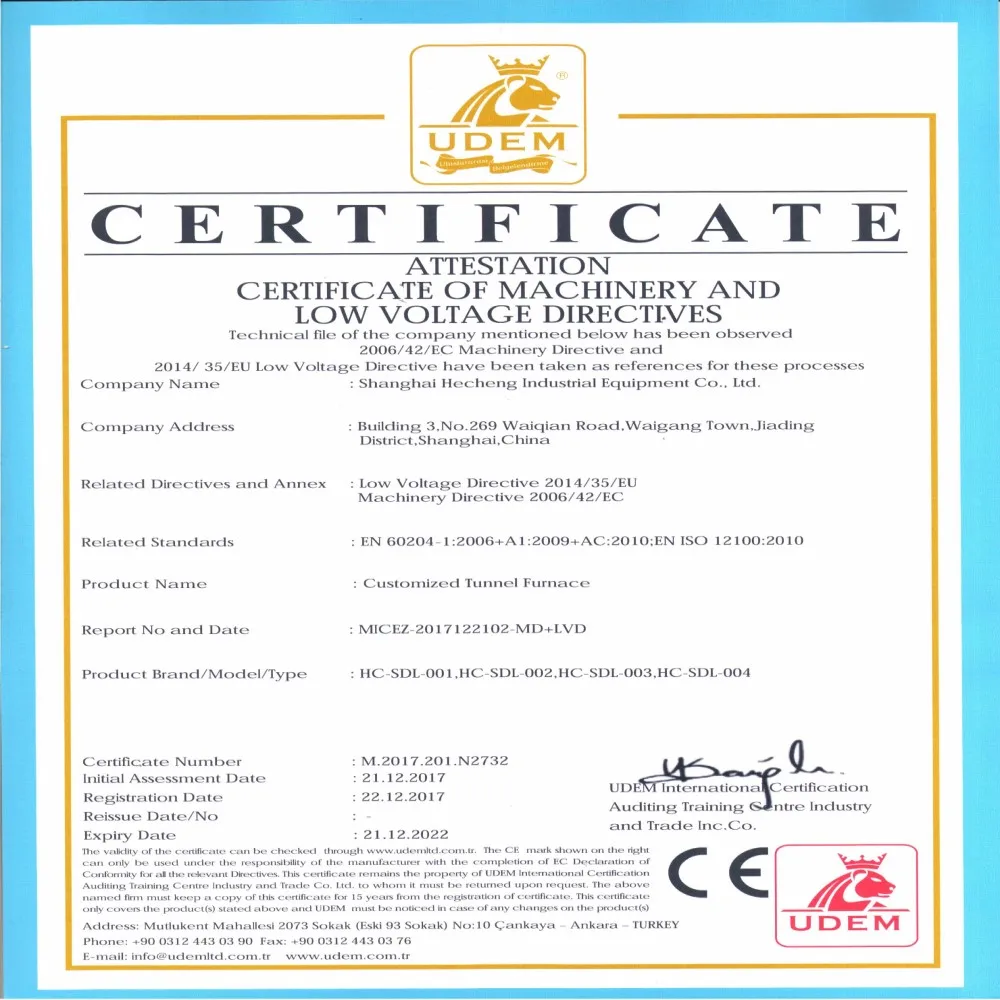 ®
UDEM
Uluslararası Belgelendirme
CERTIFICATE
ATTESTATION
CERTIFICATE OF MACHINERY AND
LOW VOLTAGE DIRECTIVES
Technical file of the company mentioned below has been observed
2006/42/EC Machinery Directive and
2014/ 35/EU Low Voltage Directive have been taken as references for these processes
Company Name : Shanghai Hecheng Industrial Equipment Co., Ltd.
Company Address : Building 3,No.269 Waiqian Road,Waigang Town,Jiading
District,Shanghai,China
Related Directives and Annex : Low Voltage Directive 2014/35/EU
Machinery Directive 2006/42/EC
Related Standards : EN 60204-1:2006+A1:2009+AC:2010;EN ISO 12100:2010
Product Name : Customized Tunnel Furnace
Report No and Date : MICEZ-2017122102-MD+LVD
Product Brand/Model/Type : HC-SDL-001,HC-SDL-002,HC-SDL-003,HC-SDL-004
Certificate Number : M.2017.201.N2732
Initial Assessment Date : 21.12.2017
Registration Date : 22.12.2017
Reissue Date/No : -
Expiry Date : 21.12.2022
UDEM International Certification
Auditing Training Centre Industry
and Trade Inc.Co.
The validity of the certificate can be checked through www.udemltd.com.tr. The CE mark shown on the right
can only be used under the responsibility of the manufacturer with the completion of EC Declaration of
Conformity for all the relevant Directives. This certificate remains the property of UDEM International Certification
Auditing Training Centre Industry and Trade Co. Ltd. to whom it must be returned upon request. The above
named firm must keep a copy of this certificate for 15 years from the registration of certificate. This certificate
only covers the product(s) stated above and UDEM must be noticed in case of any changes on the product(s)
CE
UDEM
Address: Mutlukent Mahallesi 2073 Sokak (Eski 93 Sokak) No:10 Çankaya – Ankara – TURKEY
Phone: +90 0312 443 03 90 Fax: +90 0312 443 03 76
E-mail: info@udemltd.com.tr www.udem.com.tr